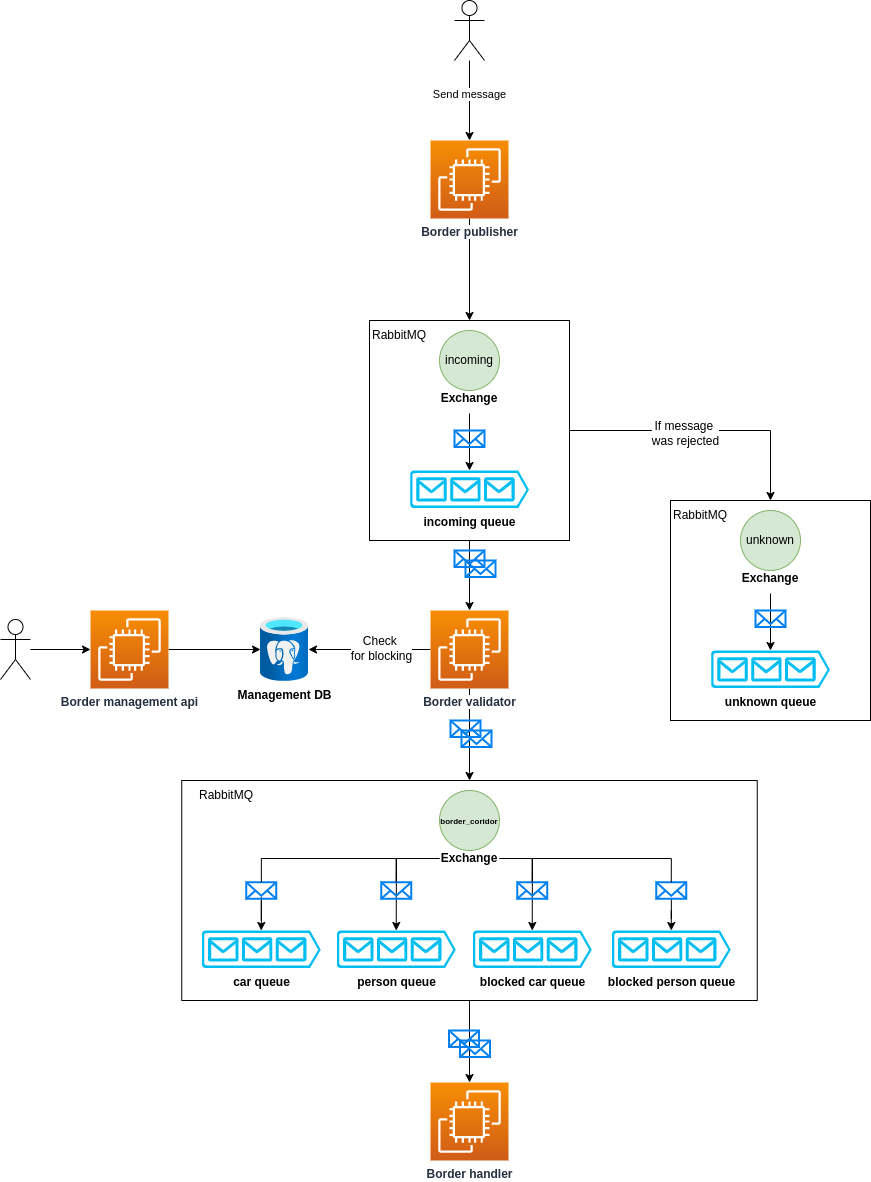 Send message
Border publisher
RabbitMQ
incoming
Exchange
If message
was rejected
incoming queue
RabbitMQ
unknown
Exchange
unknown queue
Check
for blocking
Border management api
Management DB
Border validator
RabbitMQ
border_coridor
Exchange
car queue
person queue
blocked car queue
blocked person queue
Border handler